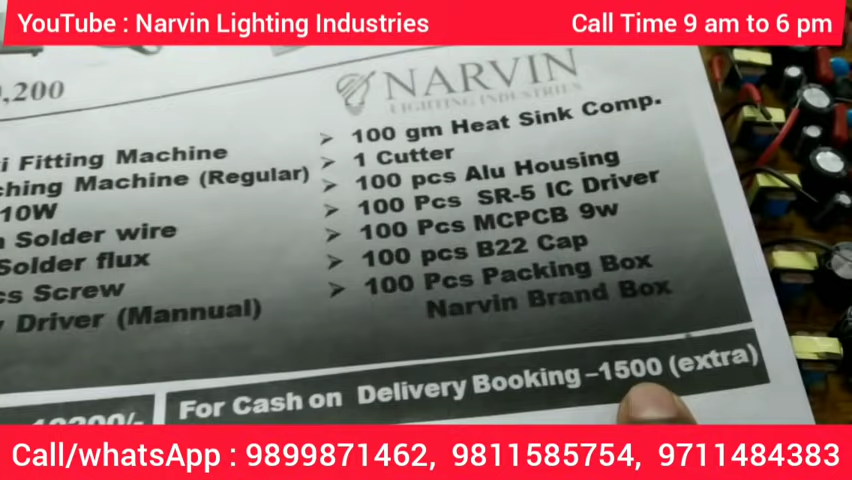 YouTube : Narvin Lighting Industries
Call Time 9 am to 6 pm
,200
NARVIN
LIGHTING INDUSTRIES
Fitting Machine
Machine (Regular)
10W
Solder wire
Solder flux
Screw
Driver (Mannual)
➢ 100 gm Heat Sink Comp.
➢ 1 Cutter
➢ 100 pcs Alu Housing
➢ 100 Pcs SR-5 IC Driver
➢ 100 Pcs MCPCB 9w
➢ 100 pcs B22 Cap
➢ 100 Pcs Packing Box
Narvin Brand Box
For Cash on Delivery Booking –1500 (extra)
Call/whatsApp : 9899871462, 9811585754, 9711484383